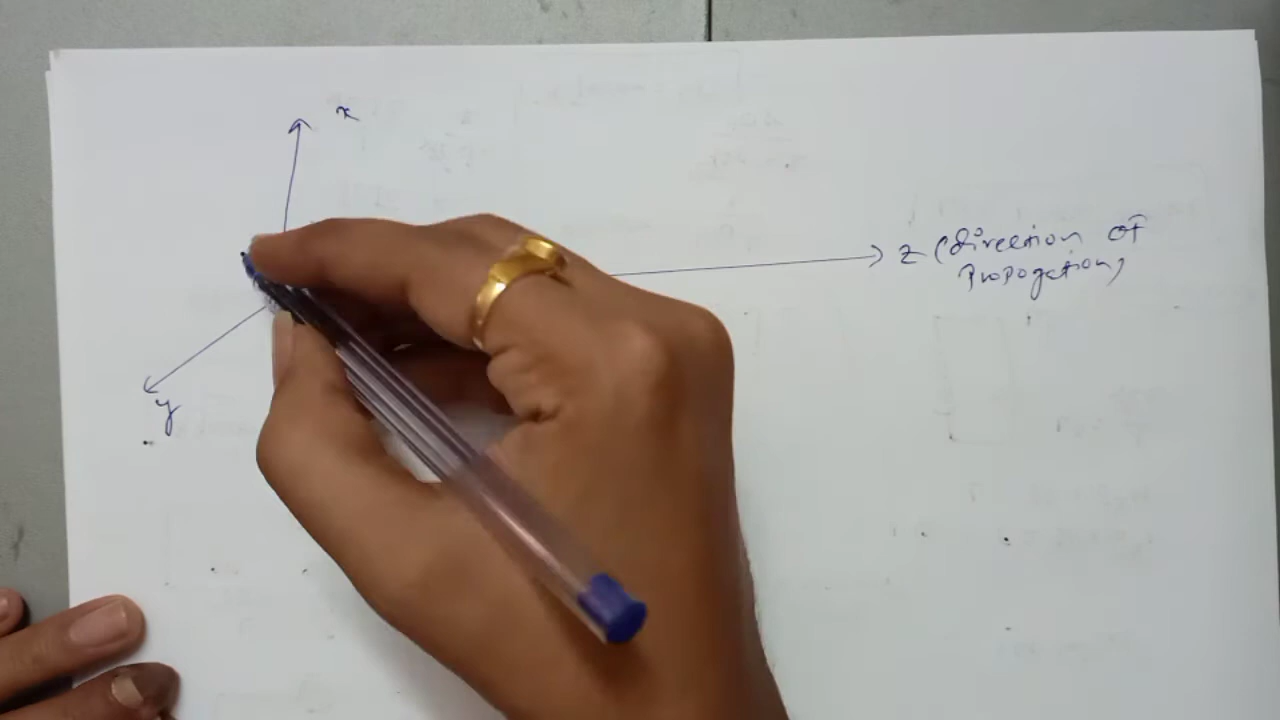 x
z (direction of
propogation)
y